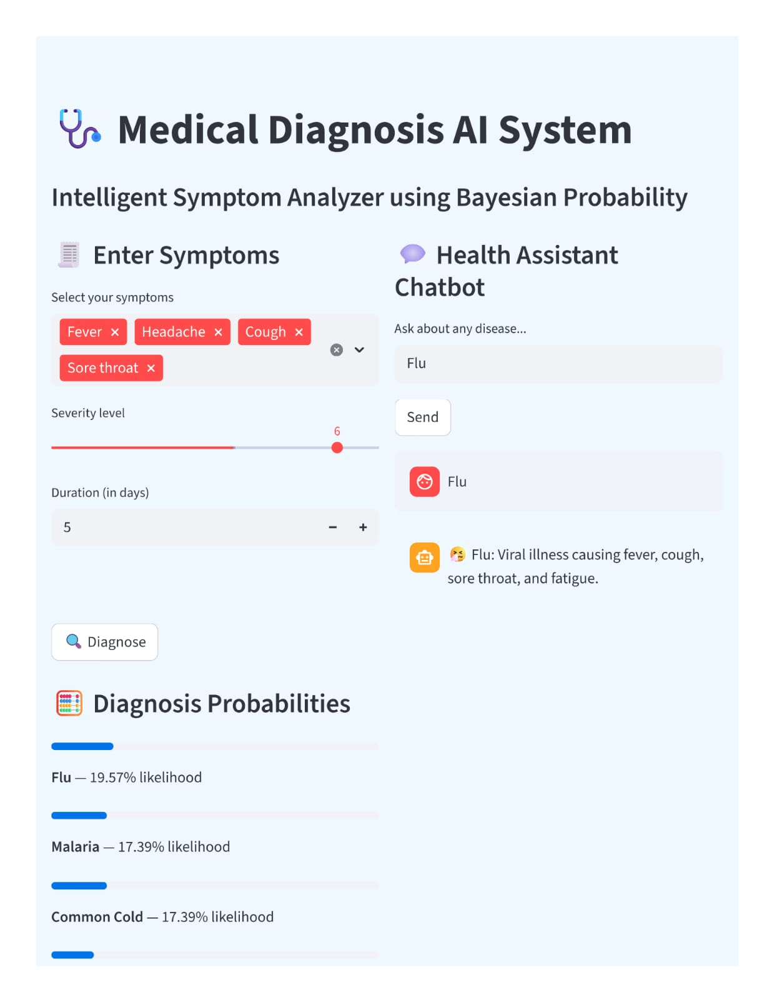 Medical Diagnosis AI System
Intelligent Symptom Analyzer using Bayesian Probability
Enter Symptoms
Select your symptoms
Fever × Headache × Cough ×
Sore throat ×
Severity level
6
Duration (in days)
5 − +
Diagnose
Diagnosis Probabilities
Flu — 19.57% likelihood
Malaria — 17.39% likelihood
Common Cold — 17.39% likelihood
Health Assistant
Chatbot
Ask about any disease...
Flu
Send
Flu
Flu: Viral illness causing fever, cough,
sore throat, and fatigue.